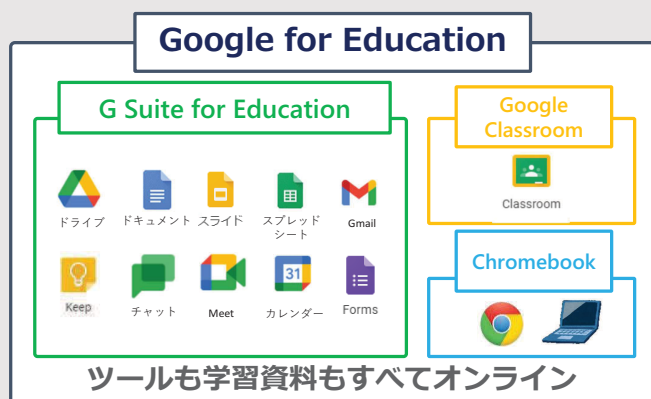 Google for Education
G Suite for Education
ドライブ
ドキュメント
スライド
スプレッド
シート
Gmail
Keep
チャット
Meet
31
カレンダー
Forms
Google
Classroom
Classroom
Chromebook
ツールも学習資料もすべてオンライン